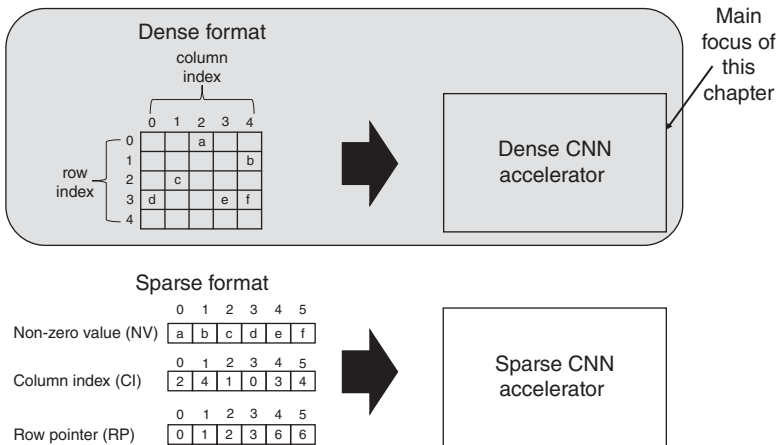 Dense format
column
index
0 1 2 3 4
0 a
1 b
row
index
2 c
3 d e f
4
Dense CNN
accelerator
Main
focus of
this
chapter
Sparse format
0 1 2 3 4 5
Non-zero value (NV) a b c d e f
0 1 2 3 4 5
Column index (CI) 2 4 1 0 3 4
0 1 2 3 4 5
Row pointer (RP) 0 1 2 3 6 6
Sparse CNN
accelerator